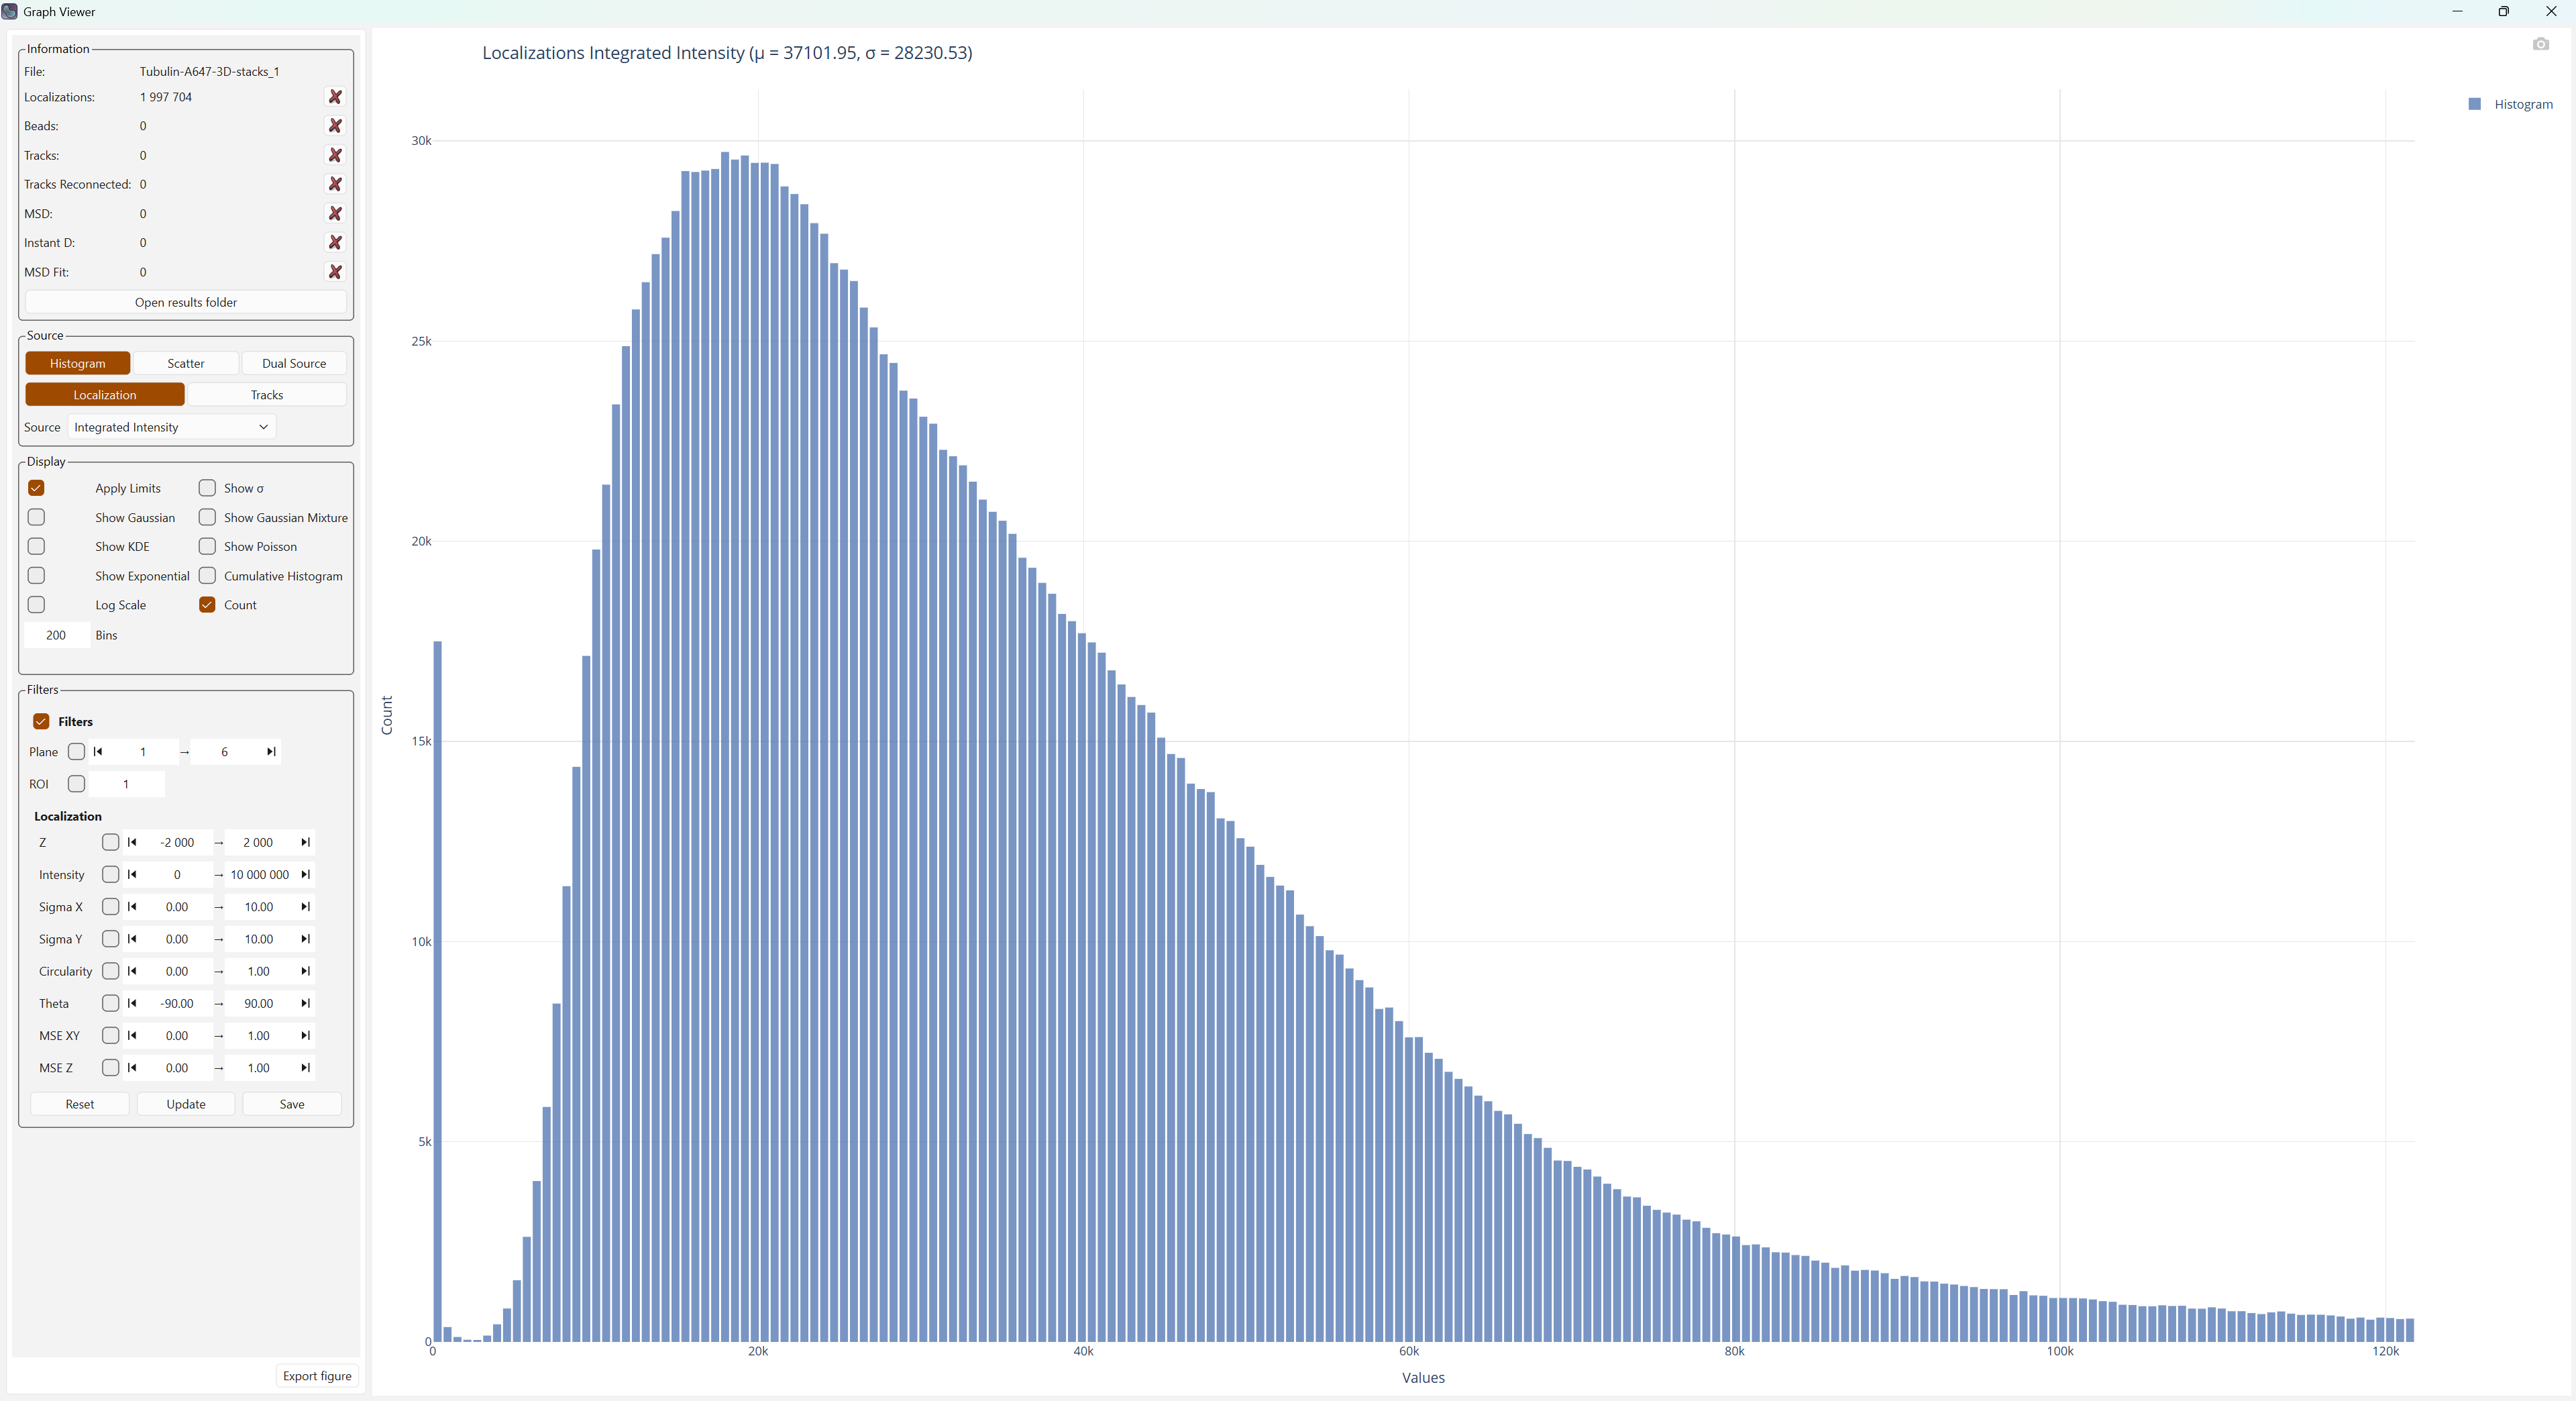 Graph Viewer
Information
File: Tubulin-A647-3D-stacks_1
Localizations: 1 997 704
Beads: 0
Tracks: 0
Tracks Reconnected: 0
MSD: 0
Instant D: 0
MSD Fit: 0
Open results folder
Source
Histogram Scatter Dual Source
Localization Tracks
Source Integrated Intensity
Display
Apply Limits Show σ
Show Gaussian Show Gaussian Mixture
Show KDE Show Poisson
Show Exponential Cumulative Histogram
Log Scale Count
200 Bins
Filters
Filters
Plane 1 → 6
ROI 1
Localization
Z -2 000 → 2 000
Intensity 0 → 10 000 000
Sigma X 0.00 → 10.00
Sigma Y 0.00 → 10.00
Circularity 0.00 → 1.00
Theta -90.00 → 90.00
MSE XY 0.00 → 1.00
MSE Z 0.00 → 1.00
Reset Update Save
Export figure
Localizations Integrated Intensity (μ = 37101.95, σ = 28230.53)
Histogram
30k
25k
20k
15k
10k
5k
0
Count
0 20k 40k 60k 80k 100k 120k
Values